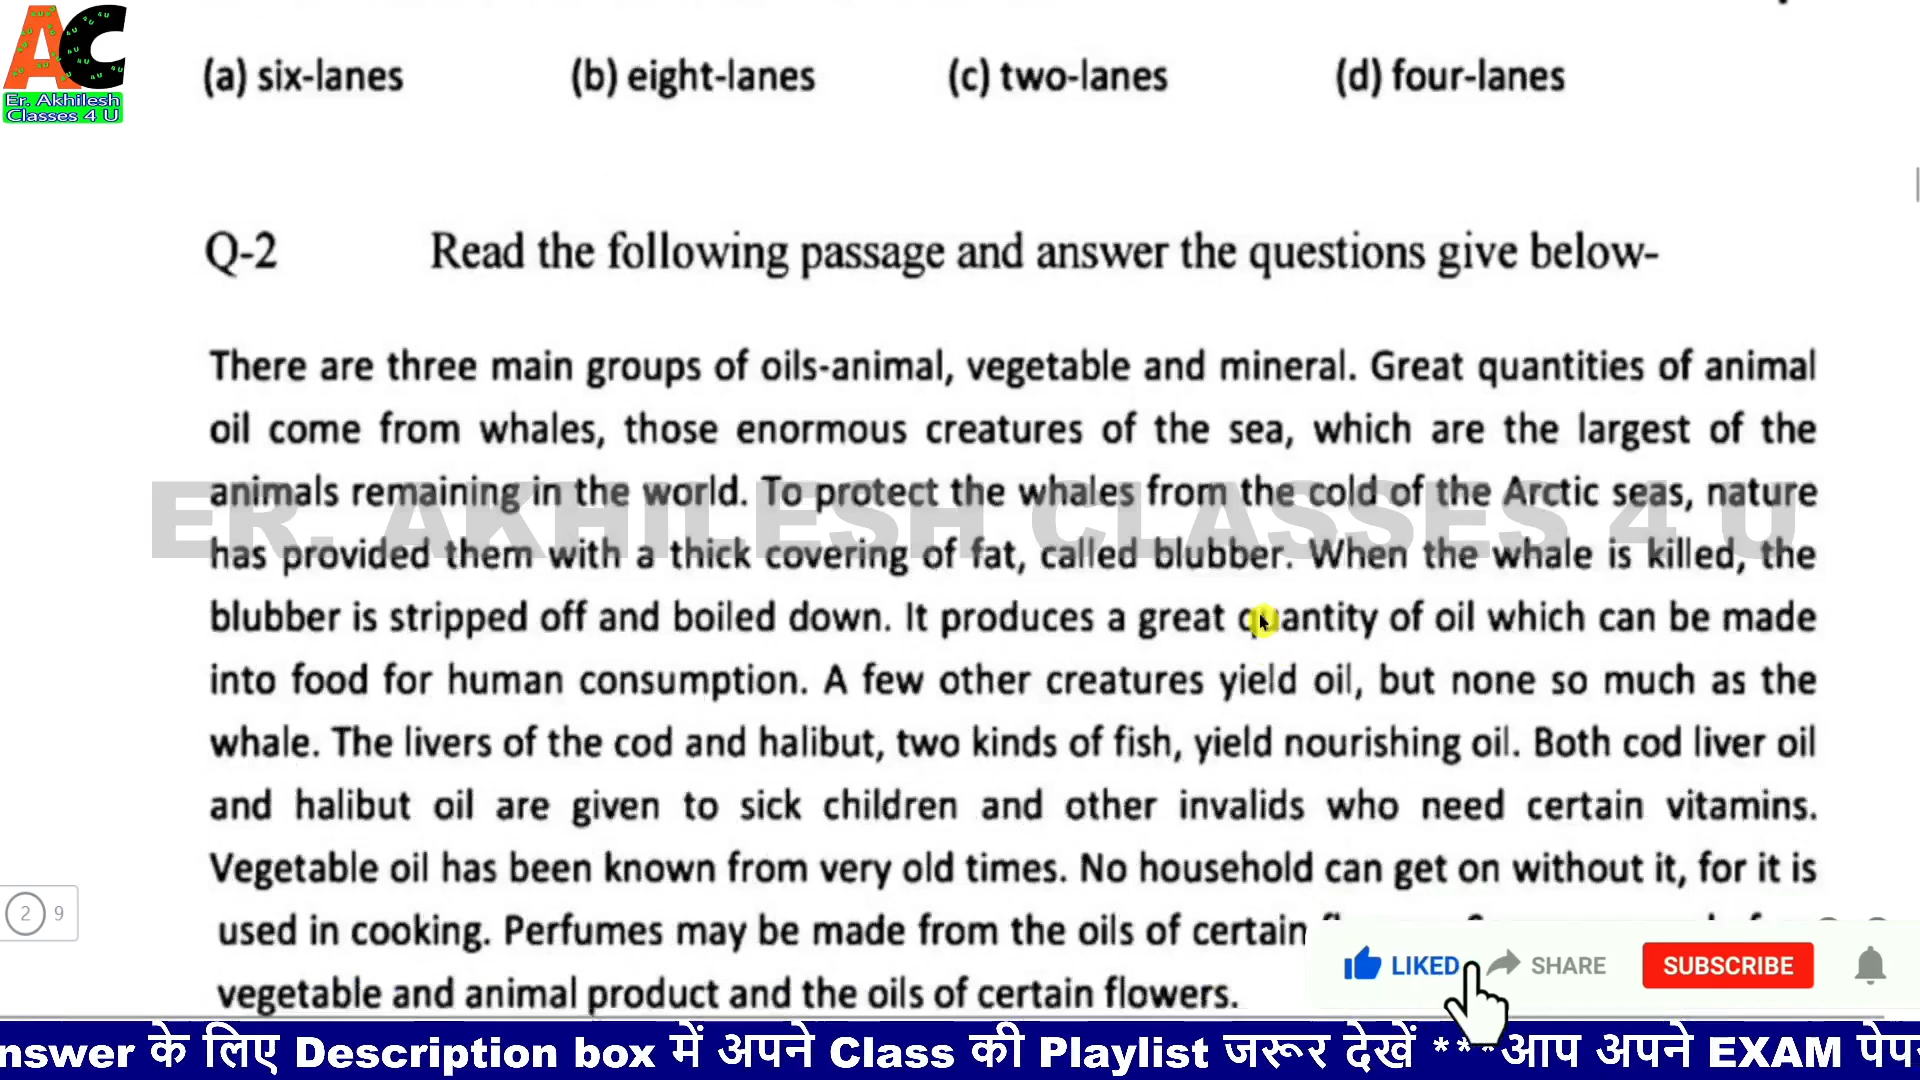 AC
Er. Akhilesh
Classes 4 U
(a) six-lanes (b) eight-lanes (c) two-lanes (d) four-lanes
Q-2 Read the following passage and answer the questions give below-
There are three main groups of oils-animal, vegetable and mineral. Great quantities of animal
oil come from whales, those enormous creatures of the sea, which are the largest of the
animals remaining in the world. To protect the whales from the cold of the Arctic seas, nature
ER. AKHILESH CLASSES 4 U
has provided them with a thick covering of fat, called blubber. When the whale is killed, the
blubber is stripped off and boiled down. It produces a great quantity of oil which can be made
into food for human consumption. A few other creatures yield oil, but none so much as the
whale. The livers of the cod and halibut, two kinds of fish, yield nourishing oil. Both cod liver oil
and halibut oil are given to sick children and other invalids who need certain vitamins.
Vegetable oil has been known from very old times. No household can get on without it, for it is
2 9
used in cooking. Perfumes may be made from the oils of certain
LIKED SHARE SUBSCRIBE
vegetable and animal product and the oils of certain flowers.
nswer के लिए Description box में अपने Class की Playlist जरूर देखें ***आप अपने EXAM पेपर